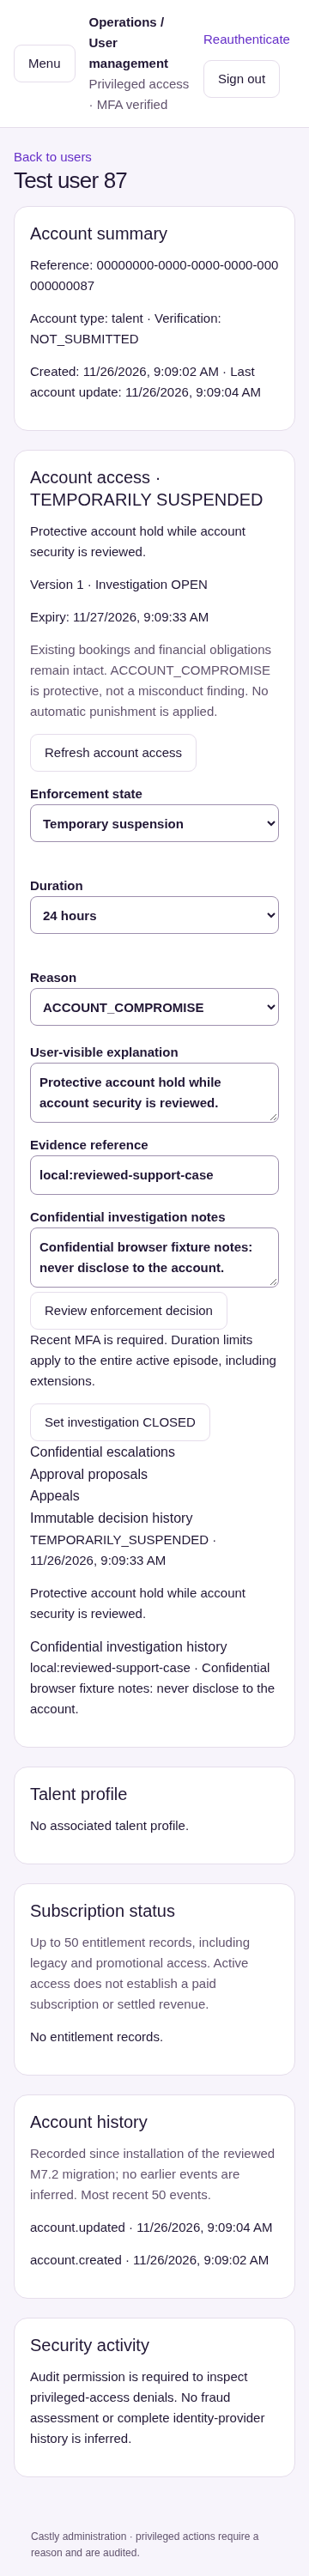 Menu
Operations /
User
management
Privileged access
· MFA verified
Reauthenticate
Sign out
Back to users
Test user 87
Account summary
Reference: 00000000-0000-0000-0000-000
000000087
Account type: talent · Verification:
NOT_SUBMITTED
Created: 11/26/2026, 9:09:02 AM · Last
account update: 11/26/2026, 9:09:04 AM
Account access ·
TEMPORARILY SUSPENDED
Protective account hold while account
security is reviewed.
Version 1 · Investigation OPEN
Expiry: 11/27/2026, 9:09:33 AM
Existing bookings and financial obligations
remain intact. ACCOUNT_COMPROMISE
is protective, not a misconduct finding. No
automatic punishment is applied.
Refresh account access
Enforcement state
Temporary suspension
Duration
24 hours
Reason
ACCOUNT_COMPROMISE
User-visible explanation
Protective account hold while
account security is reviewed.
Evidence reference
local:reviewed-support-case
Confidential investigation notes
Confidential browser fixture notes:
never disclose to the account.
Review enforcement decision
Recent MFA is required. Duration limits
apply to the entire active episode, including
extensions.
Set investigation CLOSED
Confidential escalations
Approval proposals
Appeals
Immutable decision history
TEMPORARILY_SUSPENDED ·
11/26/2026, 9:09:33 AM
Protective account hold while account
security is reviewed.
Confidential investigation history
local:reviewed-support-case · Confidential
browser fixture notes: never disclose to the
account.
Talent profile
No associated talent profile.
Subscription status
Up to 50 entitlement records, including
legacy and promotional access. Active
access does not establish a paid
subscription or settled revenue.
No entitlement records.
Account history
Recorded since installation of the reviewed
M7.2 migration; no earlier events are
inferred. Most recent 50 events.
account.updated · 11/26/2026, 9:09:04 AM
account.created · 11/26/2026, 9:09:02 AM
Security activity
Audit permission is required to inspect
privileged-access denials. No fraud
assessment or complete identity-provider
history is inferred.
Castly administration · privileged actions require a
reason and are audited.